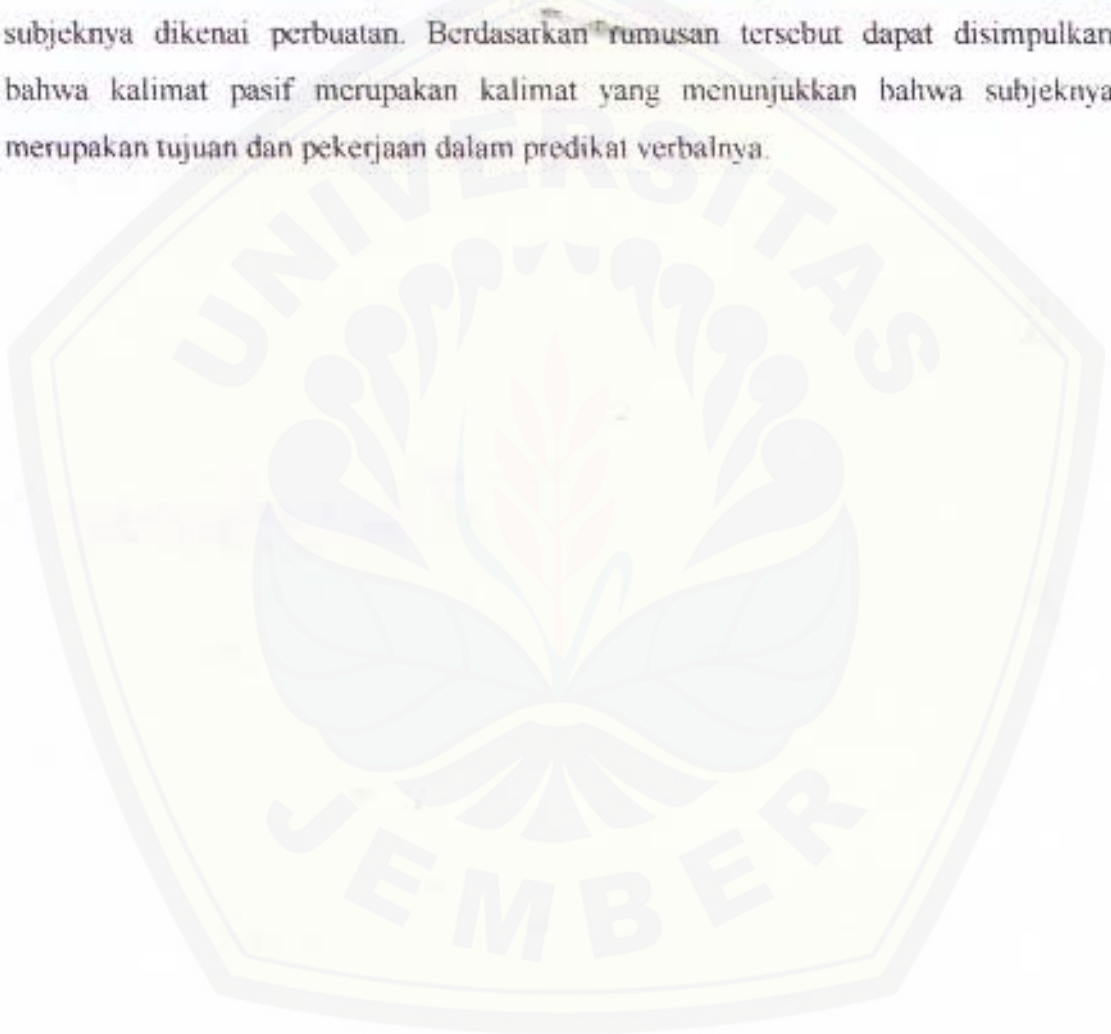 subjeknya dikenai perbuatan. Berdasarkan rumusan tersebut dapat disimpulkan
bahwa kalimat pasif merupakan kalimat yang menunjukkan bahwa subjeknya
merupakan tujuan dan pekerjaan dalam predikat verbalnya.
UNIVERSITAS
JEMBER